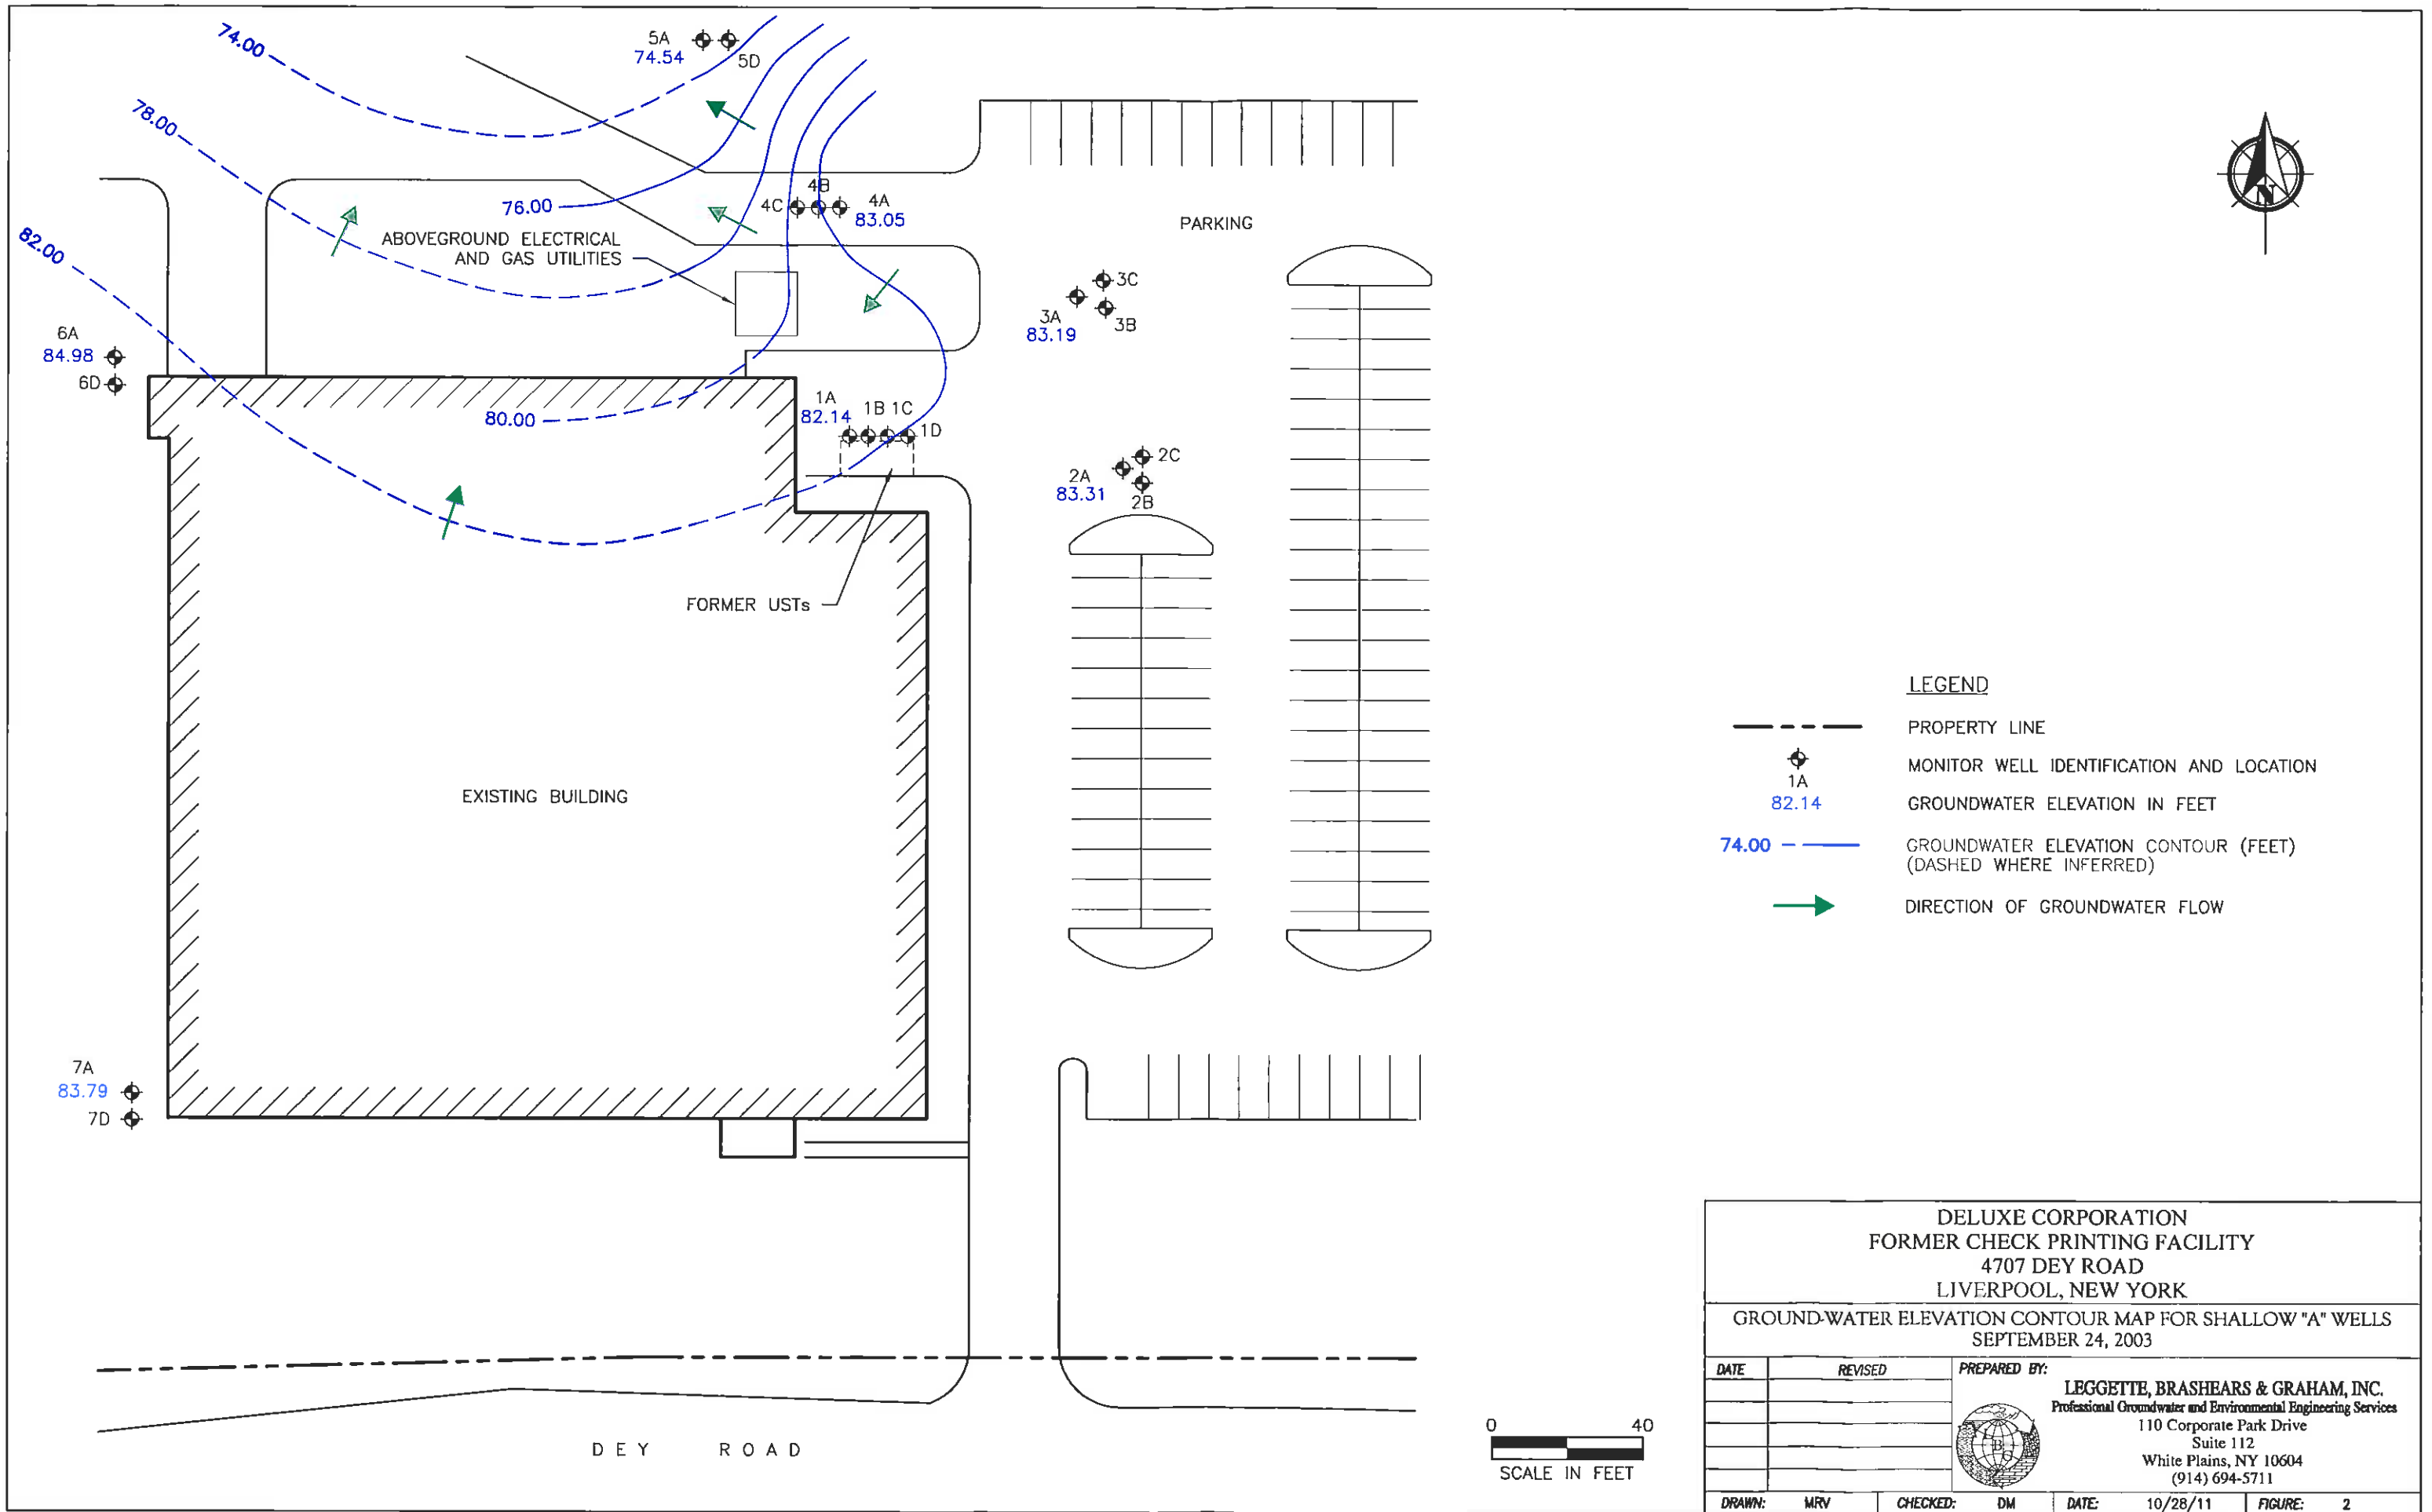 74.00
5A
74.54
5D
78.00
76.00
4B
4C
4A
83.05
PARKING
N
82.00
ABOVEGROUND ELECTRICAL
AND GAS UTILITIES
3C
3A
83.19
3B
6A
84.98
6D
80.00
1A
82.14
1B 1C
1D
2C
2A
83.31
2B
FORMER USTs
EXISTING BUILDING
7A
83.79
7D
LEGEND
PROPERTY LINE
1A
MONITOR WELL IDENTIFICATION AND LOCATION
82.14
GROUNDWATER ELEVATION IN FEET
74.00
GROUNDWATER ELEVATION CONTOUR (FEET)
(DASHED WHERE INFERRED)
DIRECTION OF GROUNDWATER FLOW
DEY ROAD
0 40
SCALE IN FEET
DELUXE CORPORATION
FORMER CHECK PRINTING FACILITY
4707 DEY ROAD
LIVERPOOL, NEW YORK
GROUND-WATER ELEVATION CONTOUR MAP FOR SHALLOW "A" WELLS
SEPTEMBER 24, 2003
DATE REVISED PREPARED BY:
LEGGETTE, BRASHEARS & GRAHAM, INC.
Professional Groundwater and Environmental Engineering Services
110 Corporate Park Drive
Suite 112
White Plains, NY 10604
(914) 694-5711
DRAWN: MRV CHECKED: DM DATE: 10/28/11 FIGURE: 2